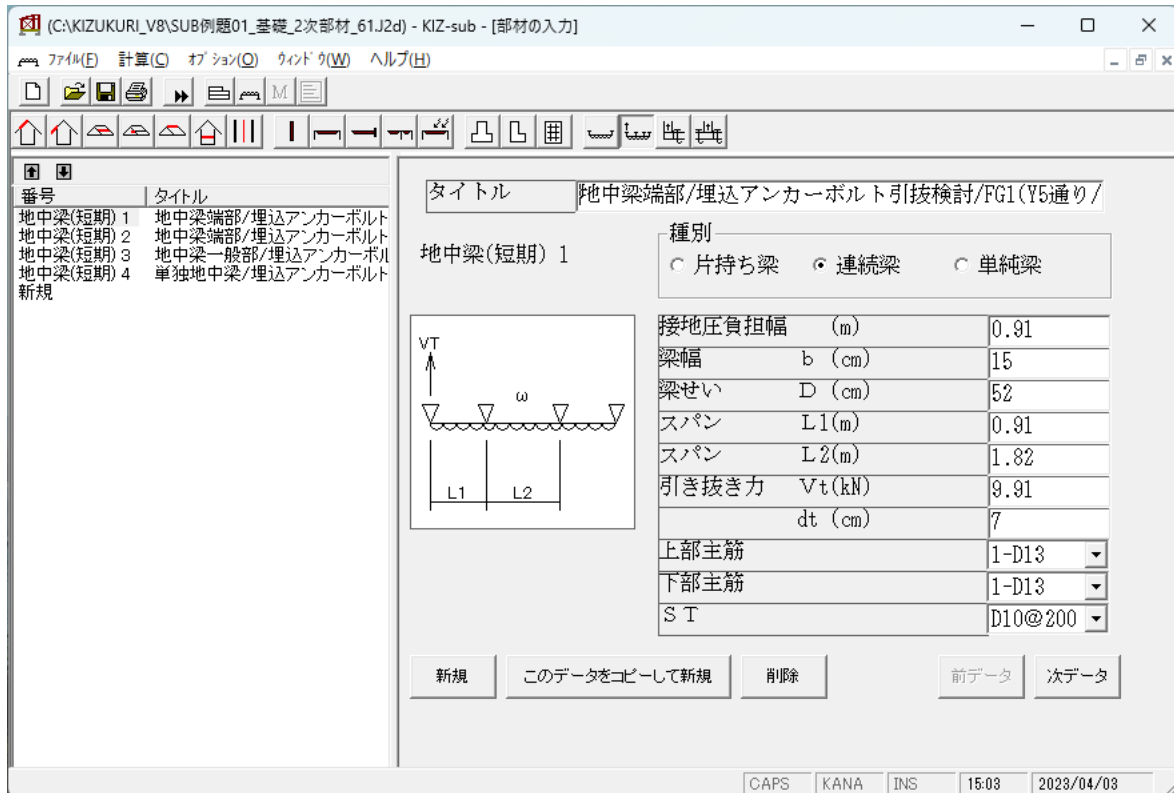 (C:\KIZUKURI_V8\SUB例題01_基礎_2次部材_61.J2d) - KIZ-sub - [部材の入力]
ファイル(F) 計算(C) オプション(O) ウィンドウ(W) ヘルプ(H)
番号 タイトル
地中梁(短期) 1 地中梁端部/埋込アンカーボルト
地中梁(短期) 2 地中梁端部/埋込アンカーボルト
地中梁(短期) 3 地中梁一般部/埋込アンカーボル
地中梁(短期) 4 単独地中梁/埋込アンカーボルト
新規
タイトル 地中梁端部/埋込アンカーボルト引抜検討/FG1(Y5通り/
地中梁(短期) 1
種別
片持ち梁 連続梁 単純梁
VT
ω
L1 L2
接地圧負担幅 (m) 0.91
梁幅 b (cm) 15
梁せい D (cm) 52
スパン L1(m) 0.91
スパン L2(m) 1.82
引き抜き力 Vt(kN) 9.91
dt (cm) 7
上部主筋 1-D13
下部主筋 1-D13
ST D10@200
新規 このデータをコピーして新規 削除 前データ 次データ
CAPS KANA INS 15:03 2023/04/03